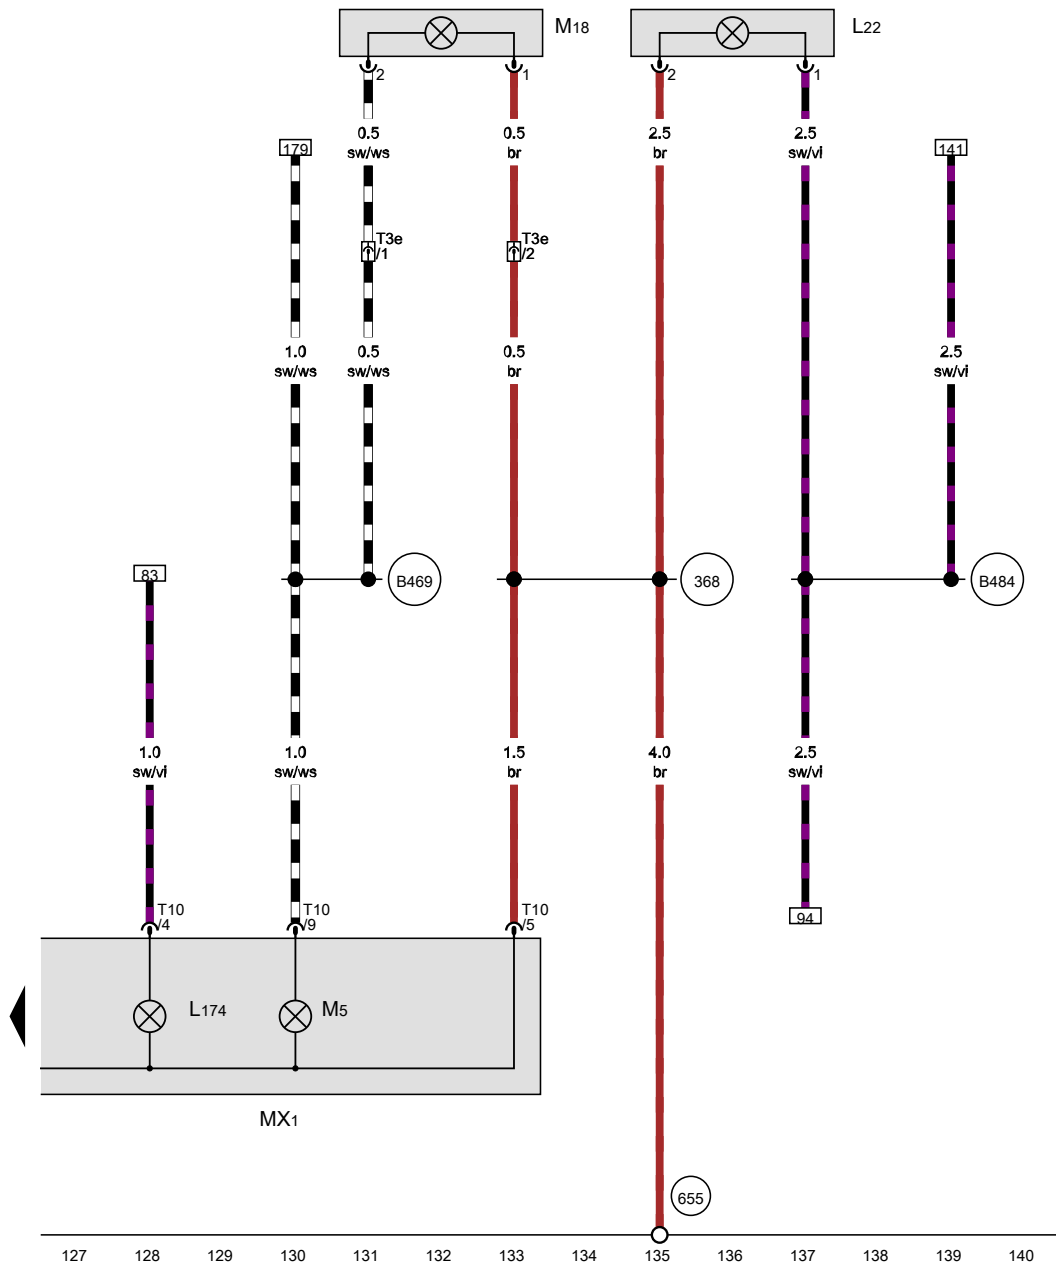 M18
L22
2
1
2
1
0.5
sw/ws
0.5
br
2.5
br
2.5
sw/vi
179
141
T3e
/1
T3e
/2
1.0
sw/ws
0.5
sw/ws
0.5
br
2.5
sw/vi
83
B469
368
B484
1.0
sw/vi
1.0
sw/ws
1.5
br
4.0
br
2.5
sw/vi
T10
/4
T10
/9
T10
/5
94
L174
M5
MX1
655
127 128 129 130 131 132 133 134 135 136 137 138 139 140